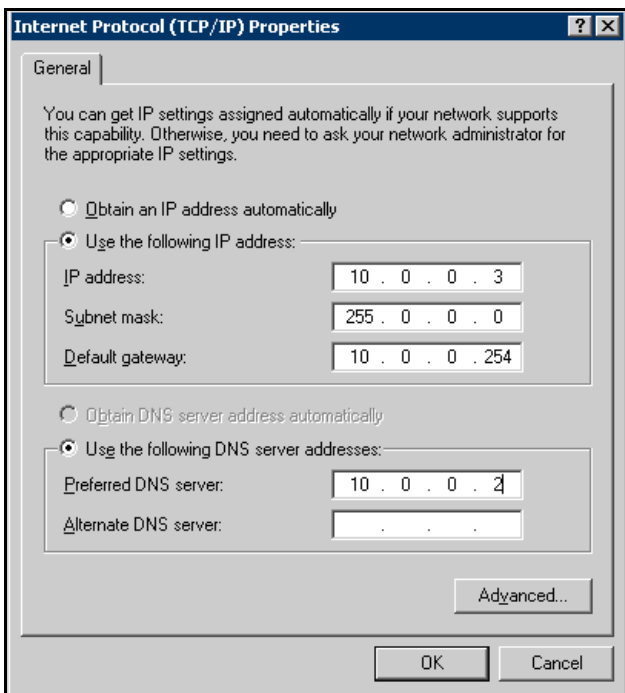 Internet Protocol (TCP/IP) Properties
General
You can get IP settings assigned automatically if your network supports
this capability. Otherwise, you need to ask your network administrator for
the appropriate IP settings.
Obtain an IP address automatically
Use the following IP address:
IP address: 10 . 0 . 0 . 3
Subnet mask: 255 . 0 . 0 . 0
Default gateway: 10 . 0 . 0 . 254
Obtain DNS server address automatically
Use the following DNS server addresses:
Preferred DNS server: 10 . 0 . 0 . 2
Alternate DNS server: . . .
Advanced...
OK Cancel